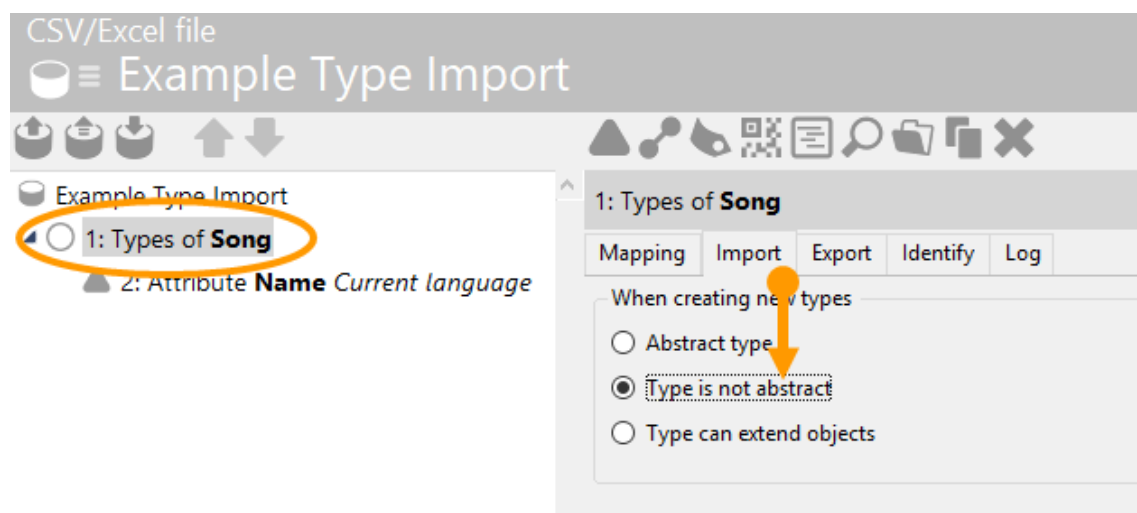 CSV/Excel file
Example Type Import
Example Type Import
1: Types of Song
2: Attribute Name Current language
1: Types of Song
Mapping Import Export Identify Log
When creating new types
Abstract type
Type is not abstract
Type can extend objects